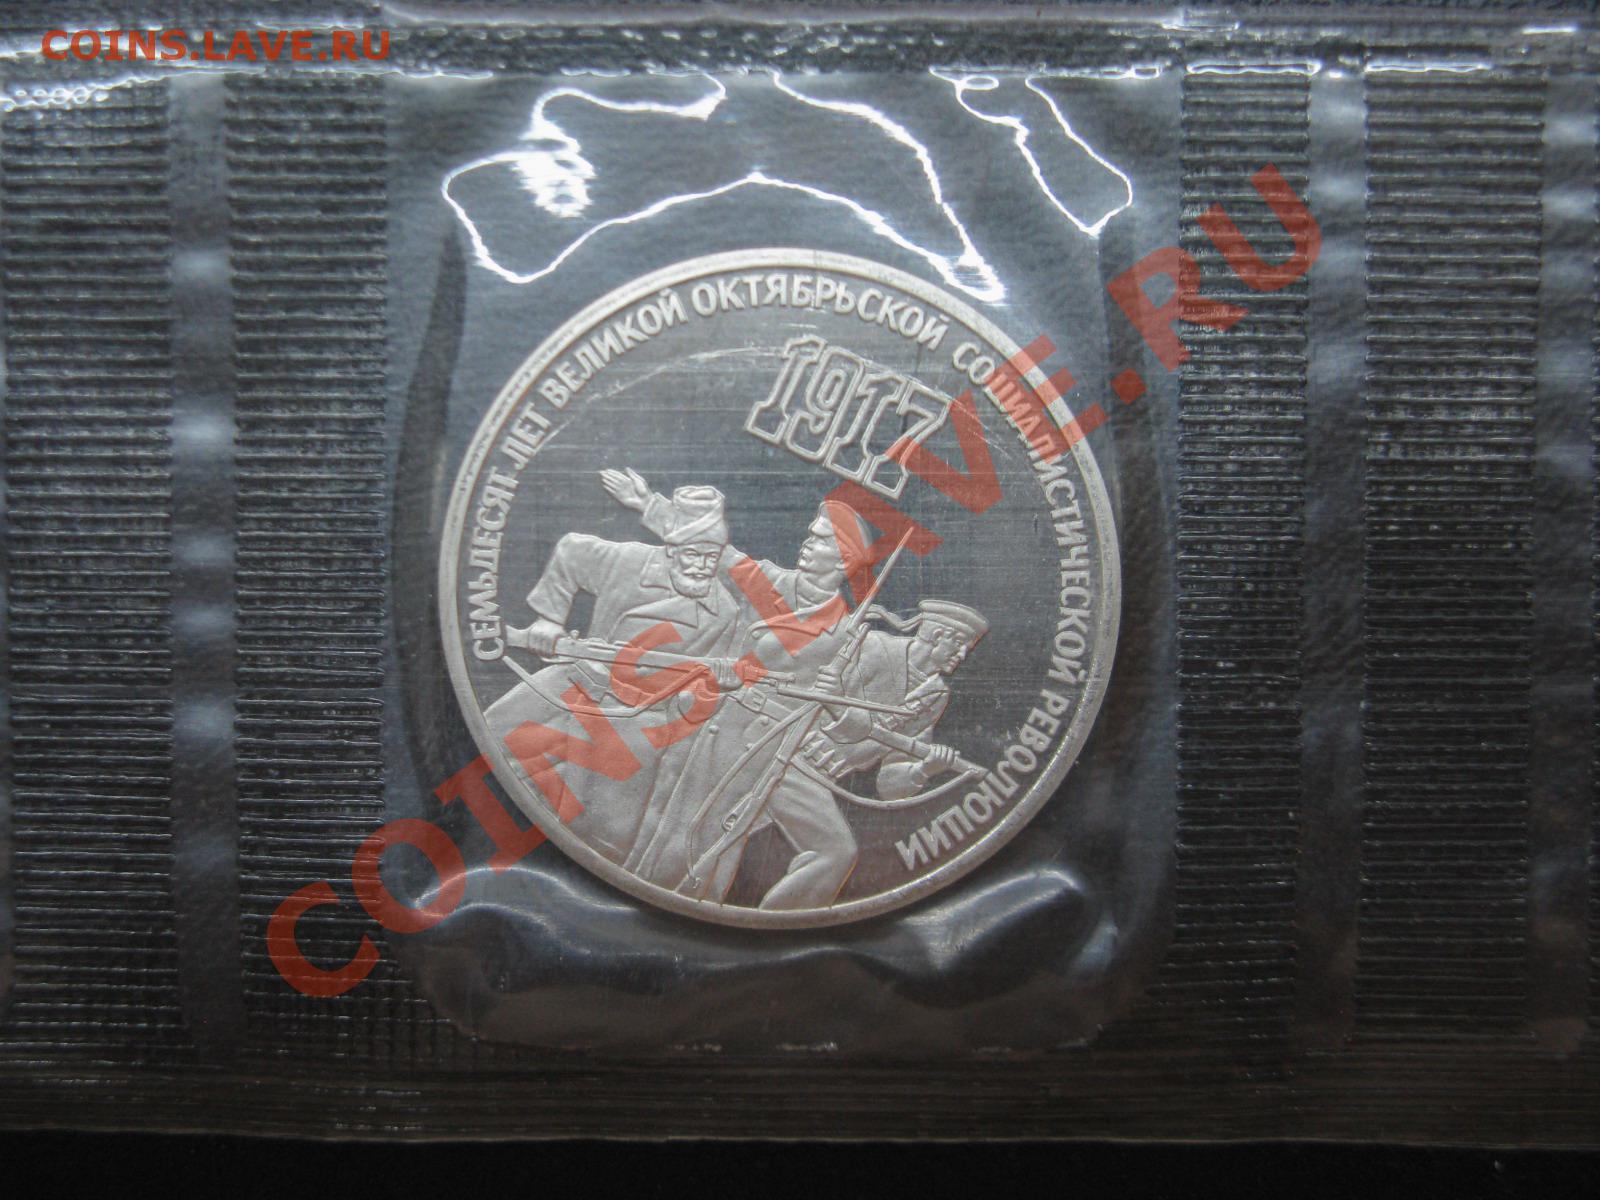 COINS.LAVE.RU
СЕМЬДЕСЯТ ЛЕТ ВЕЛИКОЙ ОКТЯБРЬСКОЙ СОЦИАЛИСТИЧЕСКОЙ РЕВОЛЮЦИИ
1917
COINS.LAVE.RU